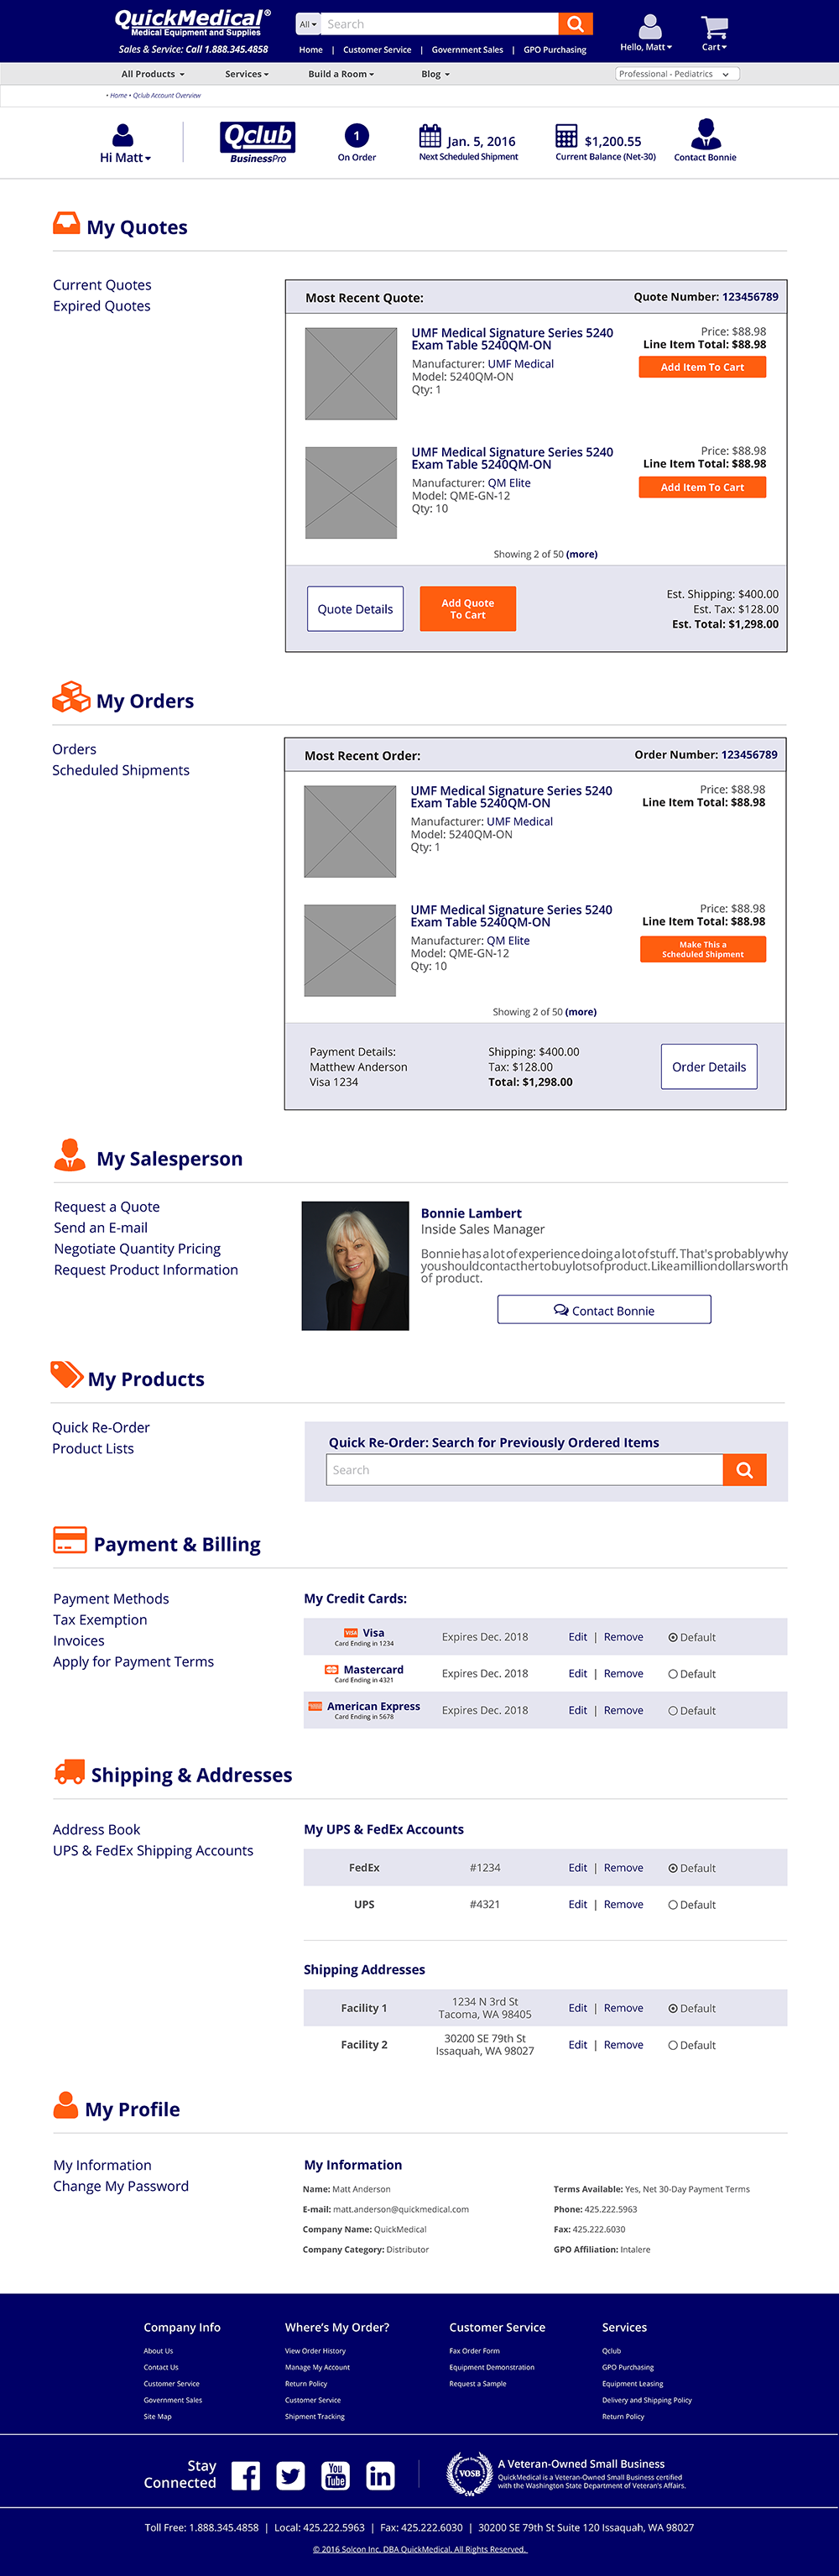 QuickMedical®
Medical Equipment and Supplies
Sales & Service: Call 1.888.345.4858
All
Search
Home | Customer Service | Government Sales | GPO Purchasing
Hello, Matt
Cart
All Products
Services
Build a Room
Blog
Professional - Pediatrics
• Home • Qclub Account Overview
Hi Matt
Qclub
BusinessPro
1
On Order
Jan. 5, 2016
Next Scheduled Shipment
$1,200.55
Current Balance (Net-30)
Contact Bonnie
My Quotes
Current Quotes
Expired Quotes
Most Recent Quote:
Quote Number: 123456789
UMF Medical Signature Series 5240
Exam Table 5240QM-ON
Manufacturer: UMF Medical
Model: 5240QM-ON
Qty: 1
Price: $88.98
Line Item Total: $88.98
Add Item To Cart
UMF Medical Signature Series 5240
Exam Table 5240QM-ON
Manufacturer: QM Elite
Model: QME-GN-12
Qty: 10
Price: $88.98
Line Item Total: $88.98
Add Item To Cart
Showing 2 of 50 (more)
Quote Details
Add Quote
To Cart
Est. Shipping: $400.00
Est. Tax: $128.00
Est. Total: $1,298.00
My Orders
Orders
Scheduled Shipments
Most Recent Order:
Order Number: 123456789
UMF Medical Signature Series 5240
Exam Table 5240QM-ON
Manufacturer: UMF Medical
Model: 5240QM-ON
Qty: 1
Price: $88.98
Line Item Total: $88.98
UMF Medical Signature Series 5240
Exam Table 5240QM-ON
Manufacturer: QM Elite
Model: QME-GN-12
Qty: 10
Price: $88.98
Line Item Total: $88.98
Make This a
Scheduled Shipment
Showing 2 of 50 (more)
Payment Details:
Matthew Anderson
Visa 1234
Shipping: $400.00
Tax: $128.00
Total: $1,298.00
Order Details
My Salesperson
Request a Quote
Send an E-mail
Negotiate Quantity Pricing
Request Product Information
Bonnie Lambert
Inside Sales Manager
Bonnie has a lot of experience doing a lot of stuff. That's probably why
you should contact her to buy lots of product. Like a million dollars worth
of product.
Contact Bonnie
My Products
Quick Re-Order
Product Lists
Quick Re-Order: Search for Previously Ordered Items
Search
Payment & Billing
Payment Methods
Tax Exemption
Invoices
Apply for Payment Terms
My Credit Cards:
VISA Visa
Card Ending in 1234
Expires Dec. 2018
Edit | Remove
Default
Mastercard
Card Ending in 4321
Expires Dec. 2018
Edit | Remove
Default
American Express
Card Ending in 5678
Expires Dec. 2018
Edit | Remove
Default
Shipping & Addresses
Address Book
UPS & FedEx Shipping Accounts
My UPS & FedEx Accounts
FedEx
#1234
Edit | Remove
Default
UPS
#4321
Edit | Remove
Default
Shipping Addresses
Facility 1
1234 N 3rd St
Tacoma, WA 98405
Edit | Remove
Default
Facility 2
30200 SE 79th St
Issaquah, WA 98027
Edit | Remove
Default
My Profile
My Information
Change My Password
My Information
Name: Matt Anderson
E-mail: matt.anderson@quickmedical.com
Company Name: QuickMedical
Company Category: Distributor
Terms Available: Yes, Net 30-Day Payment Terms
Phone: 425.222.5963
Fax: 425.222.6030
GPO Affiliation: Intalere
Company Info
About Us
Contact Us
Customer Service
Government Sales
Site Map
Where's My Order?
View Order History
Manage My Account
Return Policy
Customer Service
Shipment Tracking
Customer Service
Fax Order Form
Equipment Demonstration
Request a Sample
Services
Qclub
GPO Purchasing
Equipment Leasing
Delivery and Shipping Policy
Return Policy
Stay
Connected
You
Tube
in
VOSB
A Veteran-Owned Small Business
QuickMedical is a Veteran-Owned Small Business certified
with the Washington State Department of Veteran's Affairs.
Toll Free: 1.888.345.4858 | Local: 425.222.5963 | Fax: 425.222.6030 | 30200 SE 79th St Suite 120 Issaquah, WA 98027
© 2016 Solcon Inc. DBA QuickMedical. All Rights Reserved.